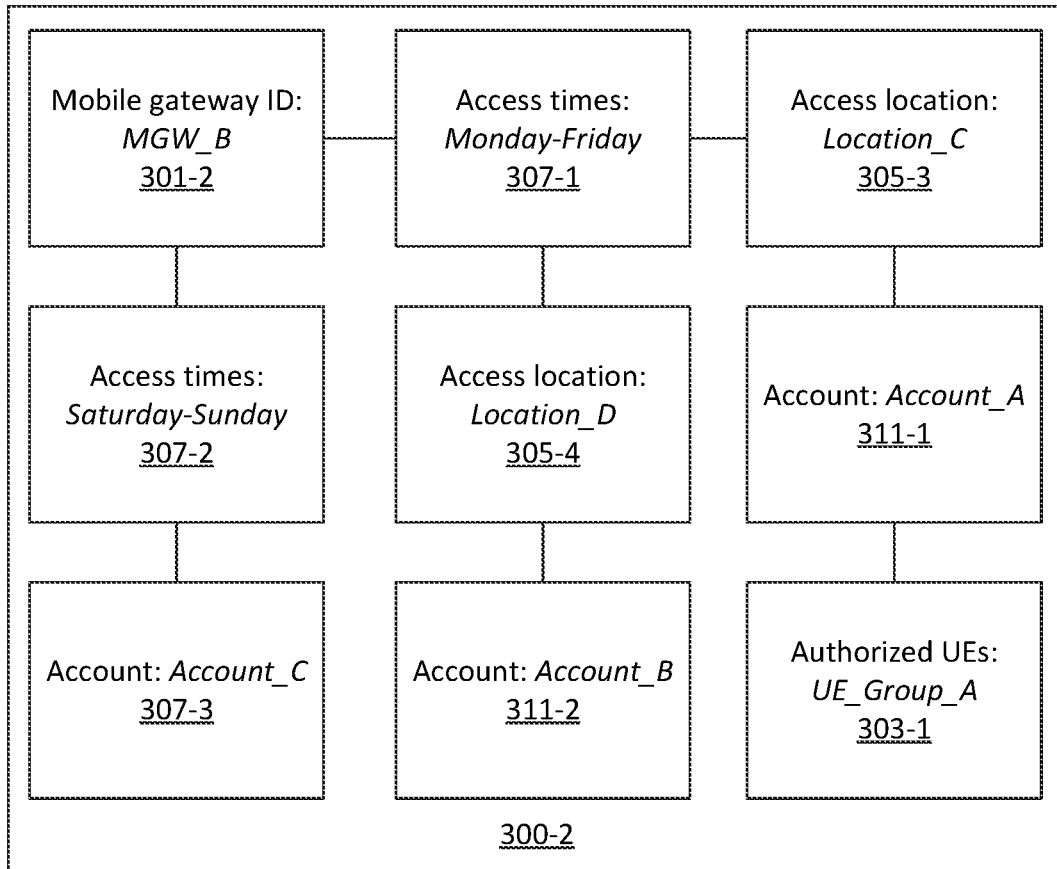 Mobile gateway ID:
MGW_B
301-2
Access times:
Monday-Friday
307-1
Access location:
Location_C
305-3
Access times:
Saturday-Sunday
307-2
Access location:
Location_D
305-4
Account: Account_A
311-1
Account: Account_C
307-3
Account: Account_B
311-2
Authorized UEs:
UE_Group_A
303-1
300-2